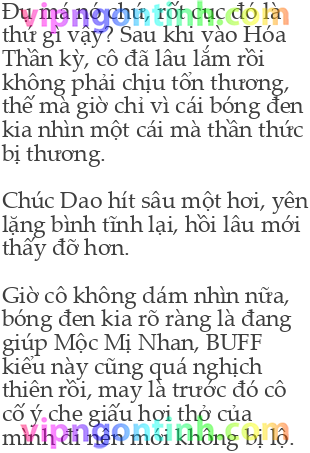 Đụ má nó chứ, rốt cục đó là
thứ gì vậy? Sau khi vào Hóa
Thần kỳ, cô đã lâu lắm rồi
không phải chịu tổn thương,
thế mà giờ chỉ vì cái bóng đen
kia nhìn một cái mà thần thức
bị thương.
Chúc Dao hít sâu một hơi, yên
lặng bình tĩnh lại, hồi lâu mới
thấy đỡ hơn.
Giờ cô không dám nhìn nữa,
bóng đen kia rõ ràng là đang
giúp Mộc Mị Nhan, BUFF
kiểu này cũng quá nghịch
thiên rồi, may là trước đó cô
cố ý che giấu hơi thở của
mình đi nên mới không bị lộ.
vipngontinh.com
vipngontinh.com